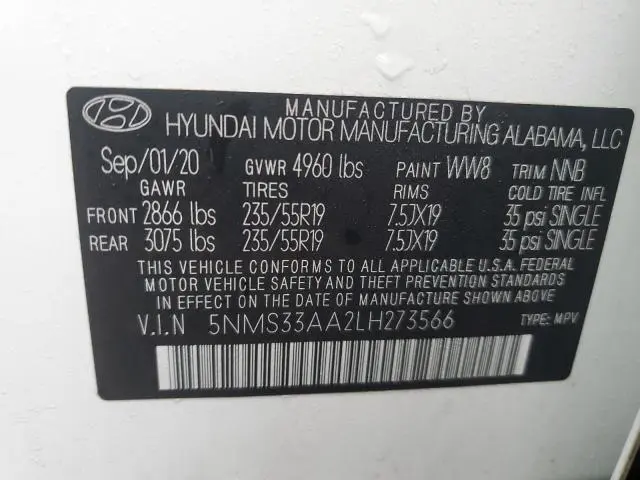 MANUFACTURED BY
HYUNDAI MOTOR MANUFACTURING ALABAMA, LLC
Sep/01/20 GVWR 4960 lbs PAINT WW8 TRIM NNB
GAWR TIRES RIMS COLD TIRE INFL
FRONT 2866 lbs 235/55R19 7.5JX19 35 psi SINGLE
REAR 3075 lbs 235/55R19 7.5JX19 35 psi SINGLE
THIS VEHICLE CONFORMS TO ALL APPLICABLE U.S.A. FEDERAL
MOTOR VEHICLE SAFETY AND THEFT PREVENTION STANDARDS
IN EFFECT ON THE DATE OF MANUFACTURE SHOWN ABOVE
V.I.N 5NMS33AA2LH273566 TYPE: MPV